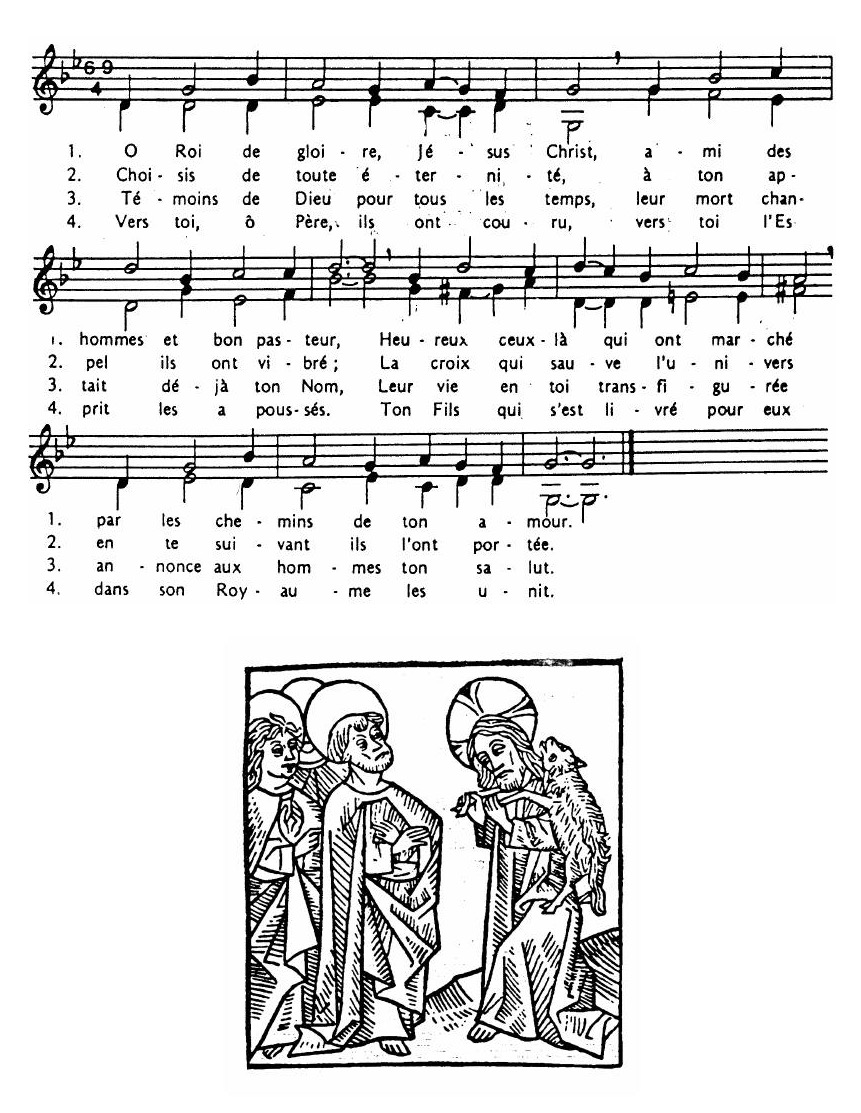 6 9
4
1. O Roi de gloi - re, Jé - sus Christ, a - mi des
2. Choi - sis de toute é - ter - ni - té, à ton ap -
3. Té - moins de Dieu pour tous les temps, leur mort chan-
4. Vers toi, ô Père, ils ont cou - ru, vers toi l'Es
1. hommes et bon pas - teur, Heu - reux ceux - là qui ont mar - ché
2. pel ils ont vi - bré ; La croix qui sau - ve l'u - ni - vers
3. tait dé - jà ton Nom, Leur vie en toi trans - fi - gu - rée
4. prit les a pous - sés. Ton Fils qui s'est li - vré pour eux
1. par les che - mins de ton a - mour.
2. en te sui - vant ils l'ont por - tée.
3. an - nonce aux hom - mes ton sa - lut.
4. dans son Roy - au - me les u - nit.